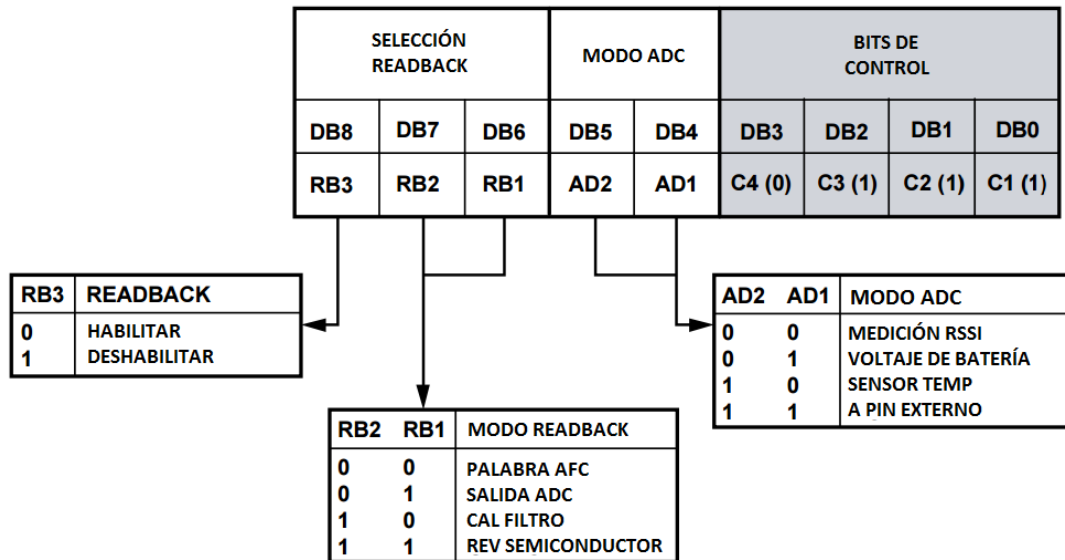 SELECCIÓN
READBACK
MODO ADC
BITS DE
CONTROL
DB8 DB7 DB6 DB5 DB4 DB3 DB2 DB1 DB0
RB3 RB2 RB1 AD2 AD1 C4 (0) C3 (1) C2 (1) C1 (1)
RB3 READBACK
0 HABILITAR
1 DESHABILITAR
AD2 AD1 MODO ADC
0 0 MEDICIÓN RSSI
0 1 VOLTAJE DE BATERÍA
1 0 SENSOR TEMP
1 1 A PIN EXTERNO
RB2 RB1 MODO READBACK
0 0 PALABRA AFC
0 1 SALIDA ADC
1 0 CAL FILTRO
1 1 REV SEMICONDUCTOR